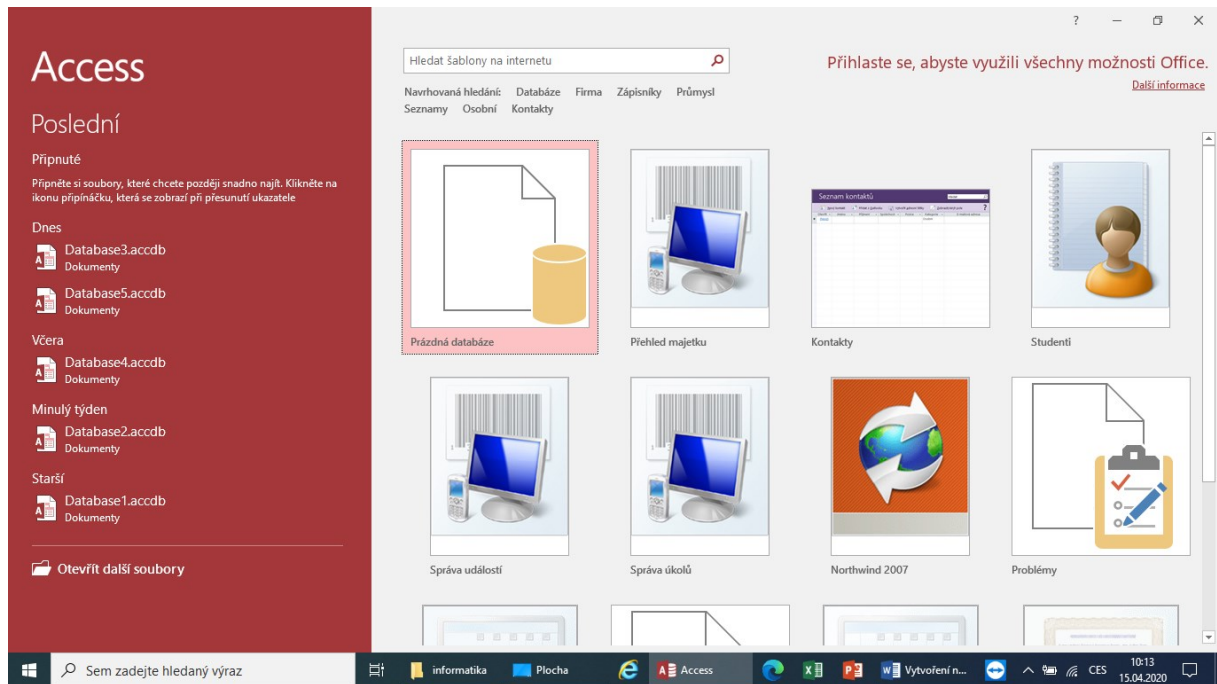 Access
Poslední
Připnuté
Připněte si soubory, které chcete později snadno najít. Klikněte na
ikonu připínáčku, která se zobrazí při přesunutí ukazatele
Dnes
Database3.accdb
Dokumenty
Database5.accdb
Dokumenty
Včera
Database4.accdb
Dokumenty
Minulý týden
Database2.accdb
Dokumenty
Starší
Database1.accdb
Dokumenty
Otevřít další soubory
Hledat šablony na internetu
Navrhovaná hledání: Databáze Firma Zápisníky Průmysl
Seznamy Osobní Kontakty
?
Přihlaste se, abyste využili všechny možnosti Office.
Další informace
Seznam kontaktů
?
Prázdná databáze
Přehled majetku
Kontakty
Studenti
Správa událostí
Správa úkolů
Northwind 2007
Problémy
Sem zadejte hledaný výraz
informatika
Plocha
Access
Vytvoření n...
CES
10:13
15.04.2020